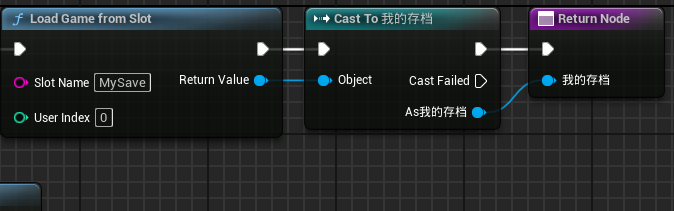 Load Game from Slot
Cast To 我的存档
Return Node
Slot Name MySave
Return Value
Object
Cast Failed
我的存档
User Index 0
As我的存档